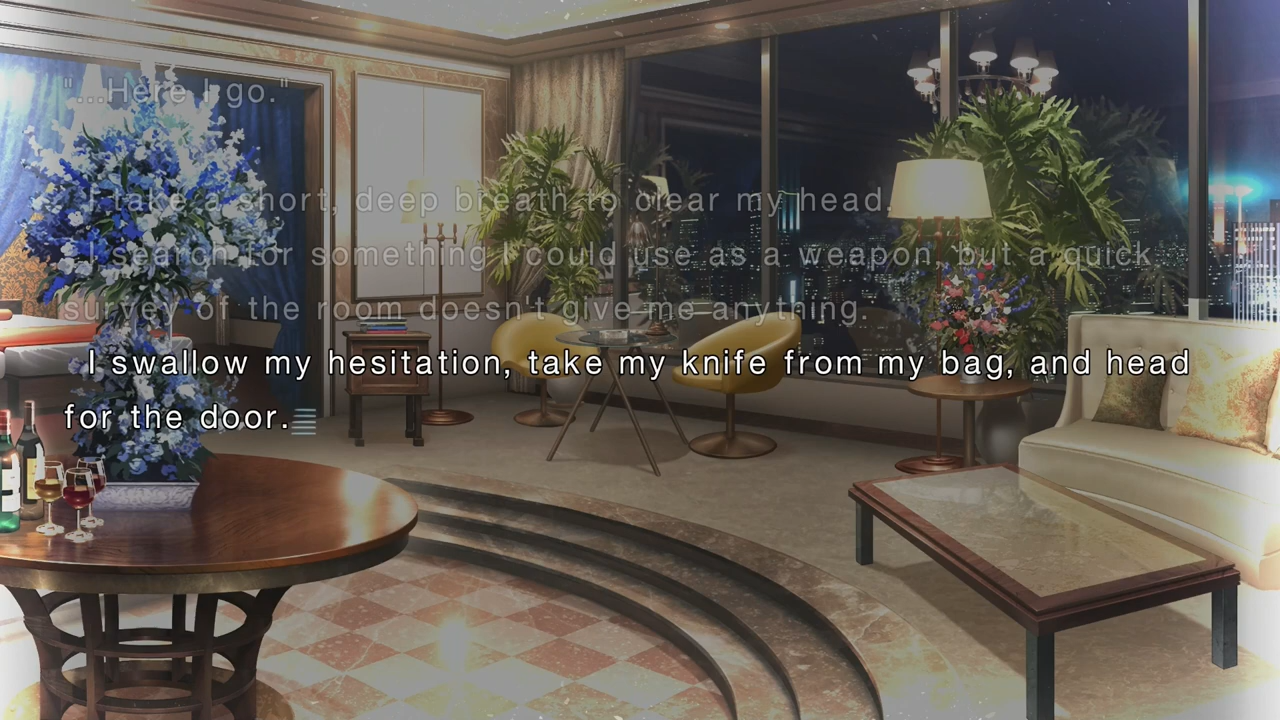 "...Here I go."
I take a short, deep breath to clear my head.
I search for something I could use as a weapon, but a quick
survey of the room doesn't give me anything.
I swallow my hesitation, take my knife from my bag, and head
for the door.